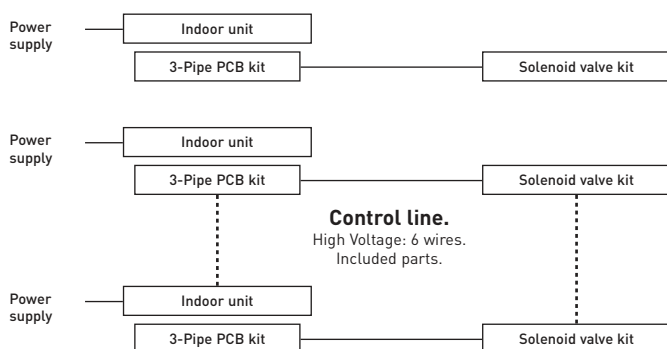 Power
supply
Indoor unit
3-Pipe PCB kit
Solenoid valve kit
Power
supply
Indoor unit
3-Pipe PCB kit
Solenoid valve kit
Control line.
High Voltage: 6 wires.
Included parts.
Power
supply
Indoor unit
3-Pipe PCB kit
Solenoid valve kit